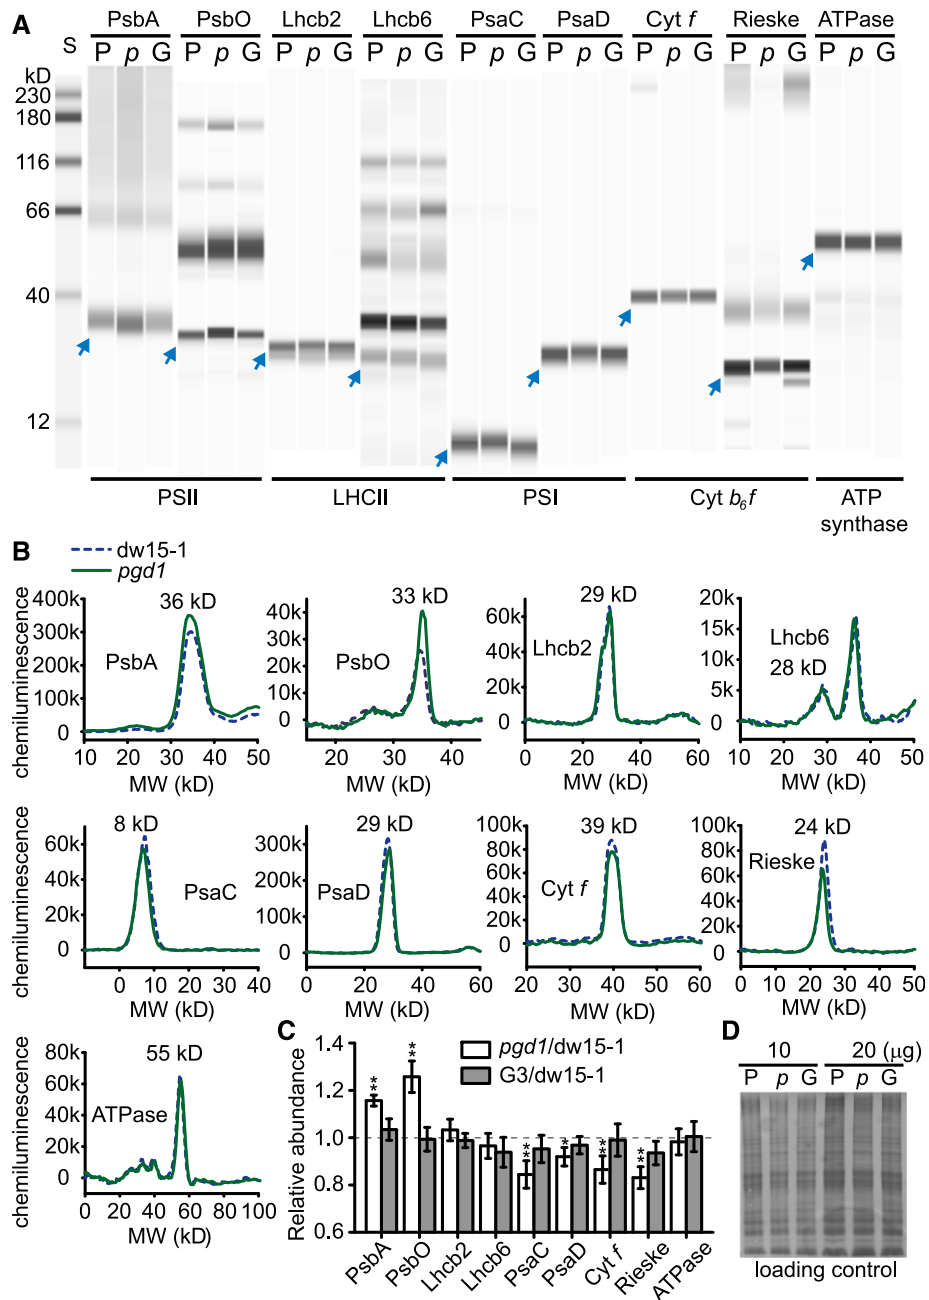 A
PsbA PsbO Lhcb2 Lhcb6 PsaC PsaD Cyt f Rieske ATPase
S P p G P p G P p G P p G P p G P p G P p G P p G P p G
kD
230
180
116
66
40
12
PSII LHCII PSI Cyt b6f ATP synthase
B
dw15-1
pgd1
chemiluminescence
400k
300k
200k
100k
0
36 kD
PsbA
10 20 30 40 50
MW (kD)
40k
30k
20k
10k
0
33 kD
PsbO
20 30 40
MW (kD)
80k
60k
40k
20k
0
29 kD
Lhcb2
0 20 40 60
MW (kD)
20k
15k
10k
5k
0
Lhcb6
28 kD
10 20 30 40 50
MW (kD)
chemiluminescence
60k
40k
20k
0
8 kD
PsaC
0 10 20 30 40
MW (kD)
300k
200k
100k
0
29 kD
PsaD
0 20 40 60
MW (kD)
100k
80k
60k
40k
20k
0
39 kD
Cyt f
20 30 40 50 60
MW (kD)
100k
80k
60k
40k
20k
0
24 kD
Rieske
0 10 20 30 40 50
MW (kD)
chemiluminescence
80k
60k
40k
20k
0
55 kD
ATPase
0 20 40 60 80 100
MW (kD)
C
Relative abundance
1.4
1.2
1.0
0.8
0.6
pgd1/dw15-1
G3/dw15-1
** ** ** * ** **
PsbA PsbO Lhcb2 Lhcb6 PsaC PsaD Cyt f Rieske ATPase
D
10 20 (µg)
P p G P p G
loading control